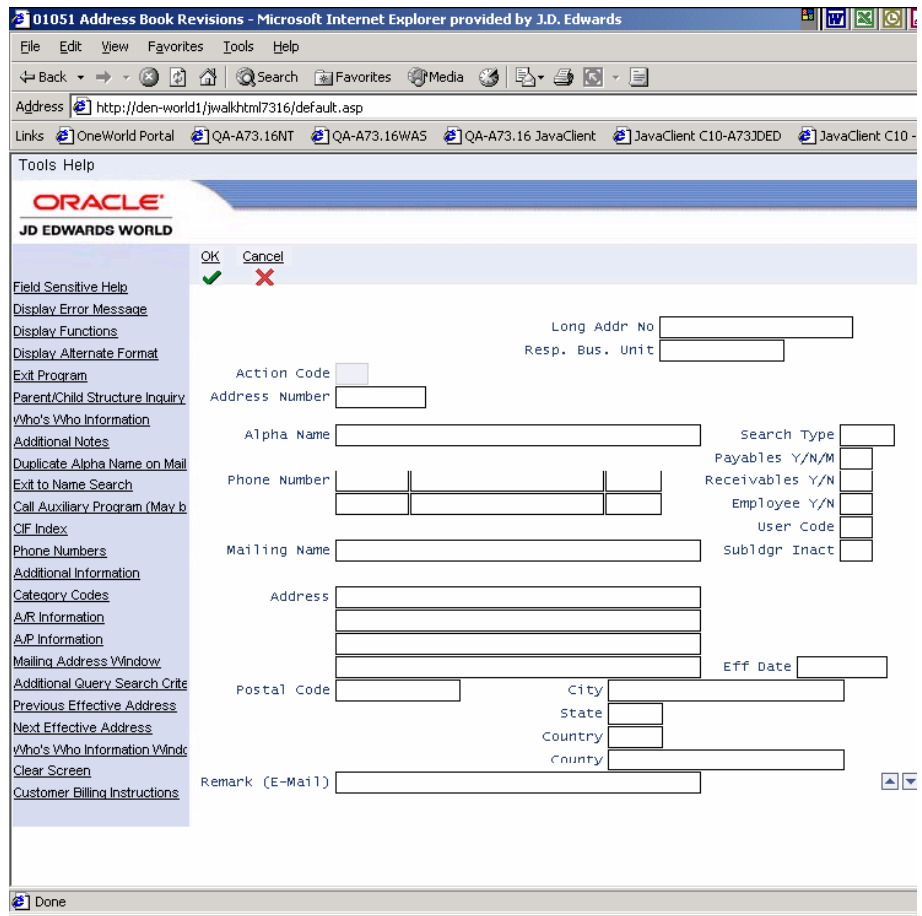 01051 Address Book Revisions - Microsoft Internet Explorer provided by J.D. Edwards
File Edit View Favorites Tools Help
Back Search Favorites Media
Address http://den-world1/jwalkhtml7316/default.asp
Links OneWorld Portal QA-A73.16NT QA-A73.16WAS QA-A73.16 JavaClient JavaClient C10-A73JDED JavaClient C10 -
Tools Help
ORACLE
JD EDWARDS WORLD
OK Cancel
Field Sensitive Help
Display Error Message
Display Functions
Display Alternate Format
Exit Program
Parent/Child Structure Inquiry
Who's Who Information
Additional Notes
Duplicate Alpha Name on Mail
Exit to Name Search
Call Auxiliary Program (May b
CIF Index
Phone Numbers
Additional Information
Category Codes
A/R Information
A/P Information
Mailing Address Window
Additional Query Search Crite
Previous Effective Address
Next Effective Address
Who's Who Information Windo
Clear Screen
Customer Billing Instructions
Long Addr No
Resp. Bus. Unit
Action Code
Address Number
Alpha Name Search Type
Payables Y/N/M
Phone Number Receivables Y/N
Employee Y/N
User Code
Mailing Name Subldgr Inact
Address
Eff Date
Postal Code City
State
Country
County
Remark (E-Mail)
Done